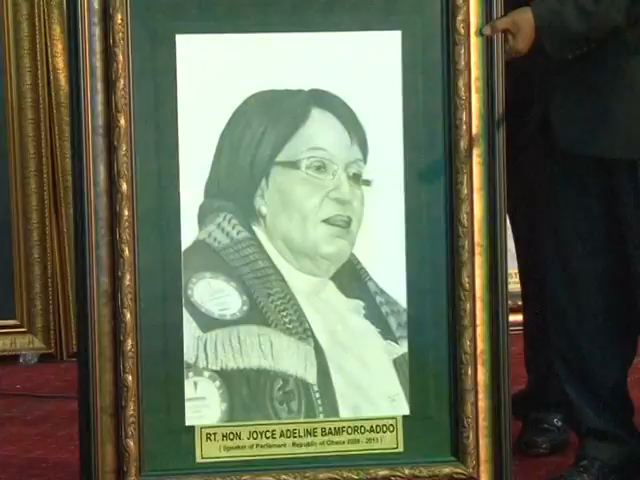 RT. HON. JOYCE ADELINE BAMFORD-ADDO
( Speaker of Parliament - Republic of Ghana 2009 - 2013 )